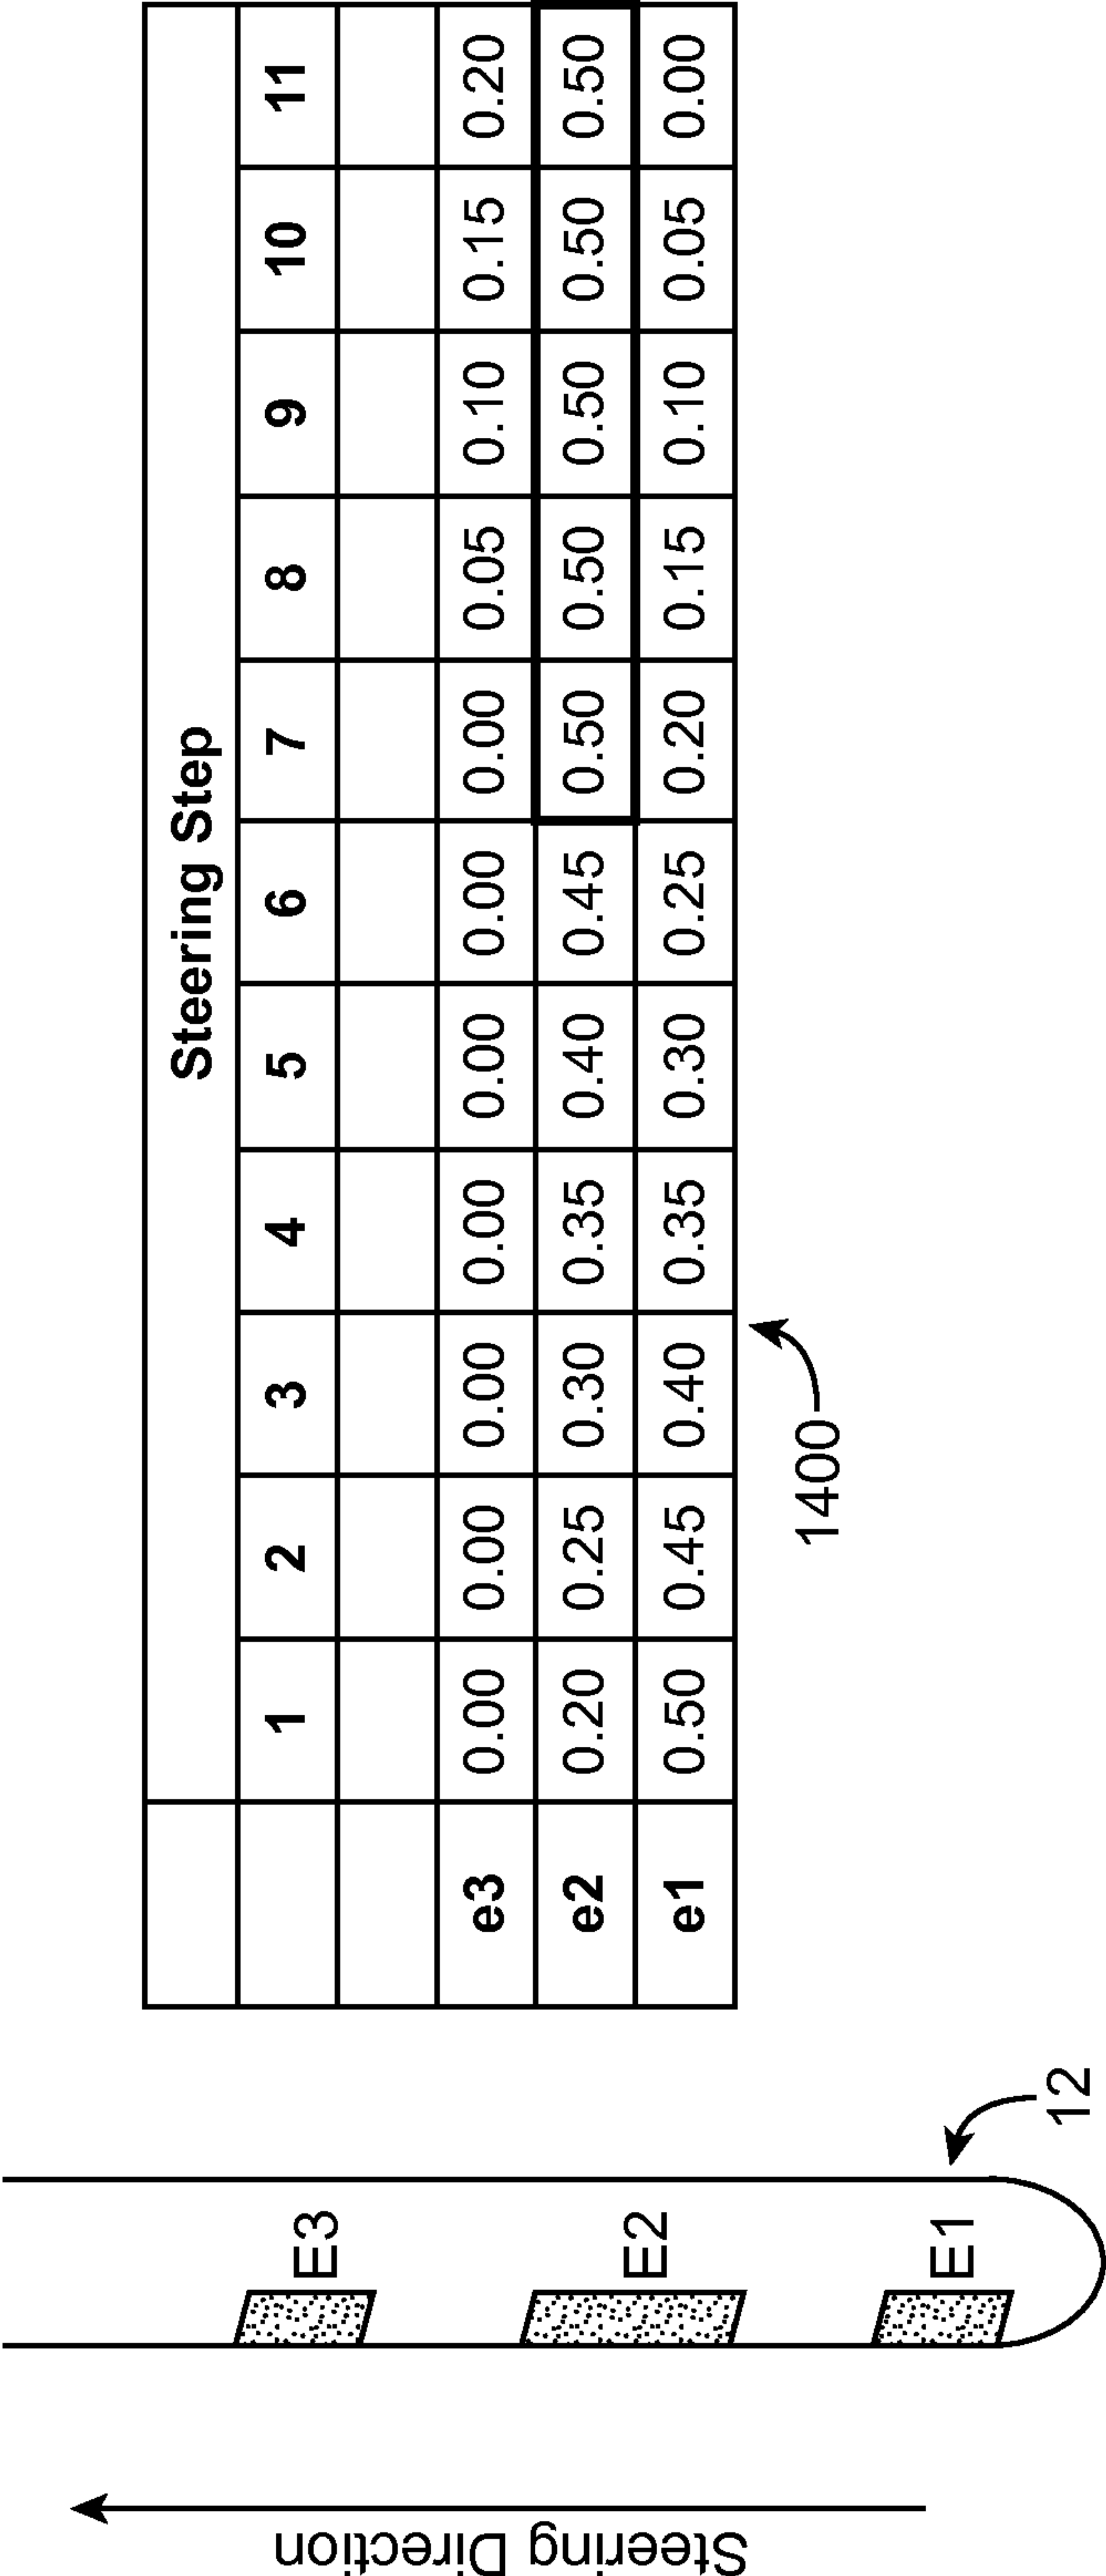 Steering Step
1 2 3 4 5 6 7 8 9 10 11
e3 0.00 0.00 0.00 0.00 0.00 0.00 0.00 0.05 0.10 0.15 0.20
e2 0.20 0.25 0.30 0.35 0.40 0.45 0.50 0.50 0.50 0.50 0.50
e1 0.50 0.45 0.40 0.35 0.30 0.25 0.20 0.15 0.10 0.05 0.00
1400
Steering Direction
E3
E2
E1
12